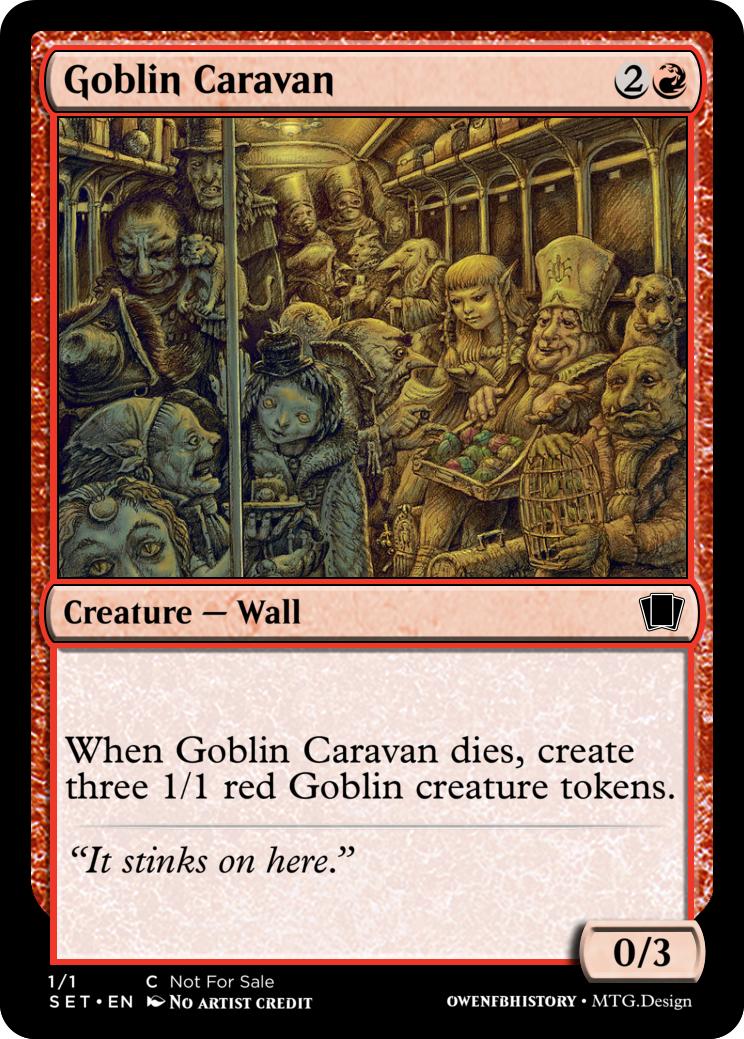 Goblin Caravan 2
Creature — Wall
When Goblin Caravan dies, create
three 1/1 red Goblin creature tokens.
“It stinks on here.”
0/3
1/1 C Not For Sale
SET • EN No artist credit owenfbhistory • MTG.Design